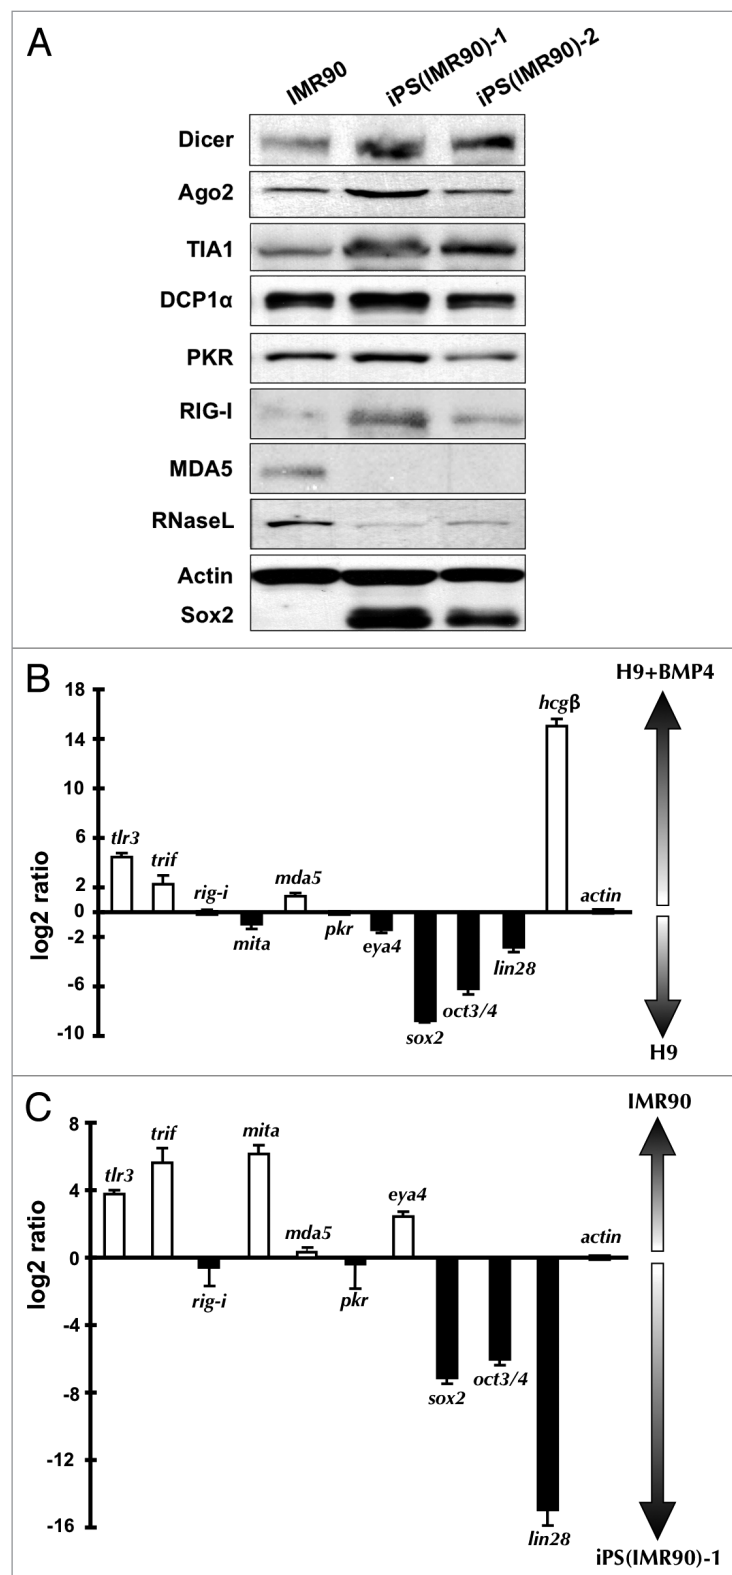 A
IMR90
iPS(IMR90)-1
iPS(IMR90)-2
Dicer
Ago2
TIA1
DCP1α
PKR
RIG-I
MDA5
RNaseL
Actin
Sox2
B
H9+BMP4
18
14
10
6
2
0
-2
-6
-10
log2 ratio
tlr3
trif
rig-i
mita
mda5
pkr
eya4
sox2
oct3/4
lin28
hcgβ
actin
H9
C
IMR90
8
4
0
-4
-8
-12
-16
log2 ratio
tlr3
trif
rig-i
mita
mda5
pkr
eya4
sox2
oct3/4
lin28
actin
iPS(IMR90)-1